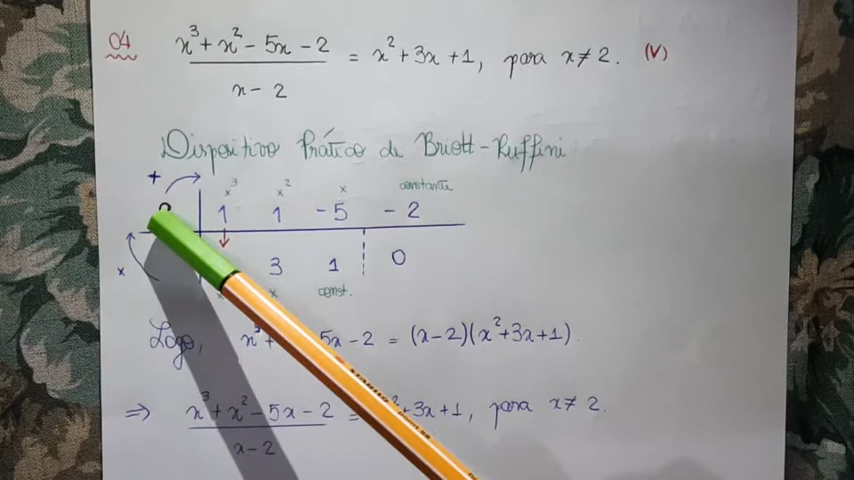 04 x³ + x² - 5x - 2 / x - 2 = x² + 3x + 1, para x ≠ 2. (V)
Dispositivo Prático de Briott-Ruffini
+ x³ x² x constante
1 1 -5 -2
x 3 1 0
x const.
Logo, x³ + 5x - 2 = (x - 2)(x² + 3x + 1).
⇒ x³ + x² - 5x - 2 / x - 2 = ² + 3x + 1, para x ≠ 2.